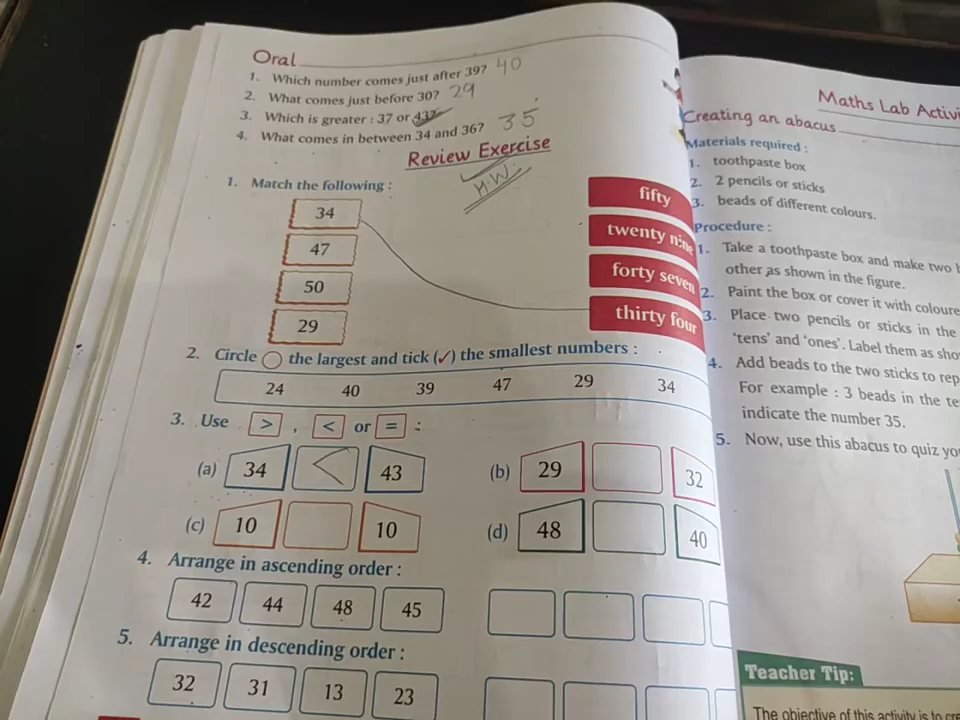 Oral
1. Which number comes just after 39? 40
2. What comes just before 30? 29
3. Which is greater : 37 or
4. What comes in between 34 and 36? 35
Review Exercise
H.W.
1. Match the following :
34 fifty
47 twenty nine
50 forty seven
29 thirty four
2. Circle ◯ the largest and tick (✓) the smallest numbers :
24 40 39 47 29 34
3. Use > , < or = :
(a) 34 < 43 (b) 29 32
(c) 10 10 (d) 48 40
4. Arrange in ascending order :
42 44 48 45
5. Arrange in descending order :
32 31 13 23
Maths Lab Activi
Creating an abacus
Materials required :
1. toothpaste box
2. 2 pencils or sticks
3. beads of different colours.
Procedure :
1. Take a toothpaste box and make two
other as shown in the figure.
2. Paint the box or cover it with coloure
3. Place two pencils or sticks in the
'tens' and 'ones'. Label them as sho
4. Add beads to the two sticks to rep
For example : 3 beads in the te
indicate the number 35.
5. Now, use this abacus to quiz yo
Teacher Tip:
The objective of this activity is to